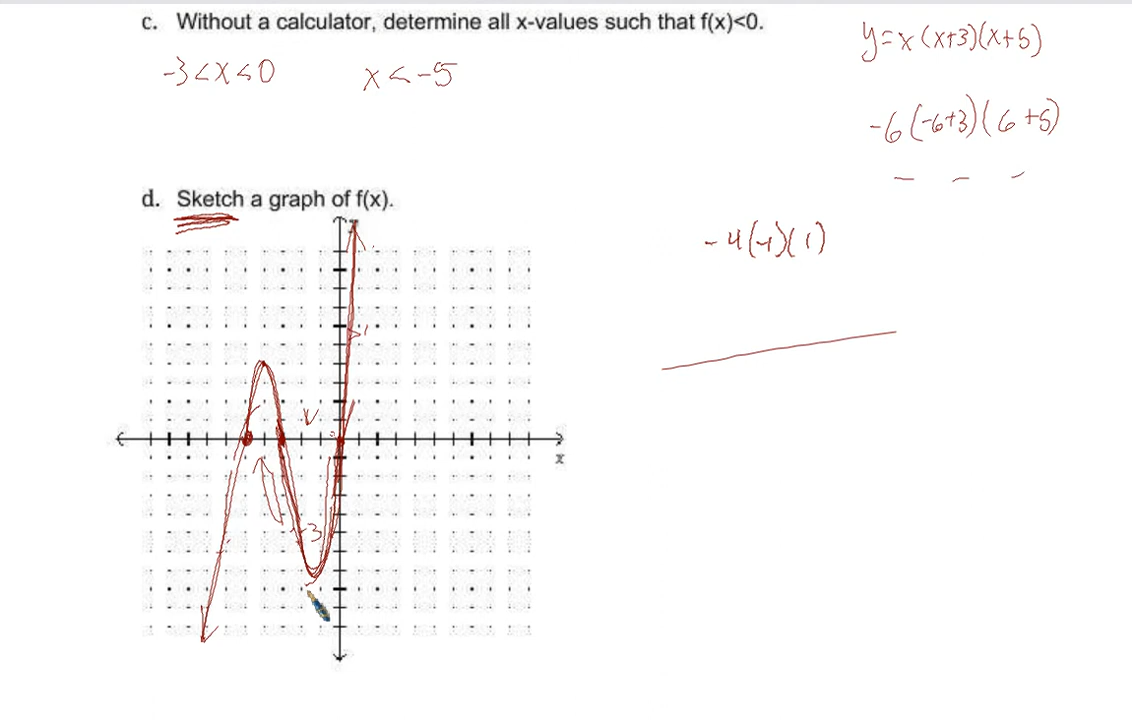 c. Without a calculator, determine all x-values such that f(x)<0.
-3<x<0 x<-5
y=x(x+3)(x+5)
-6(-6+3)(6+5)
- - -
d. Sketch a graph of f(x).
-4(-1)(1)
-3
x